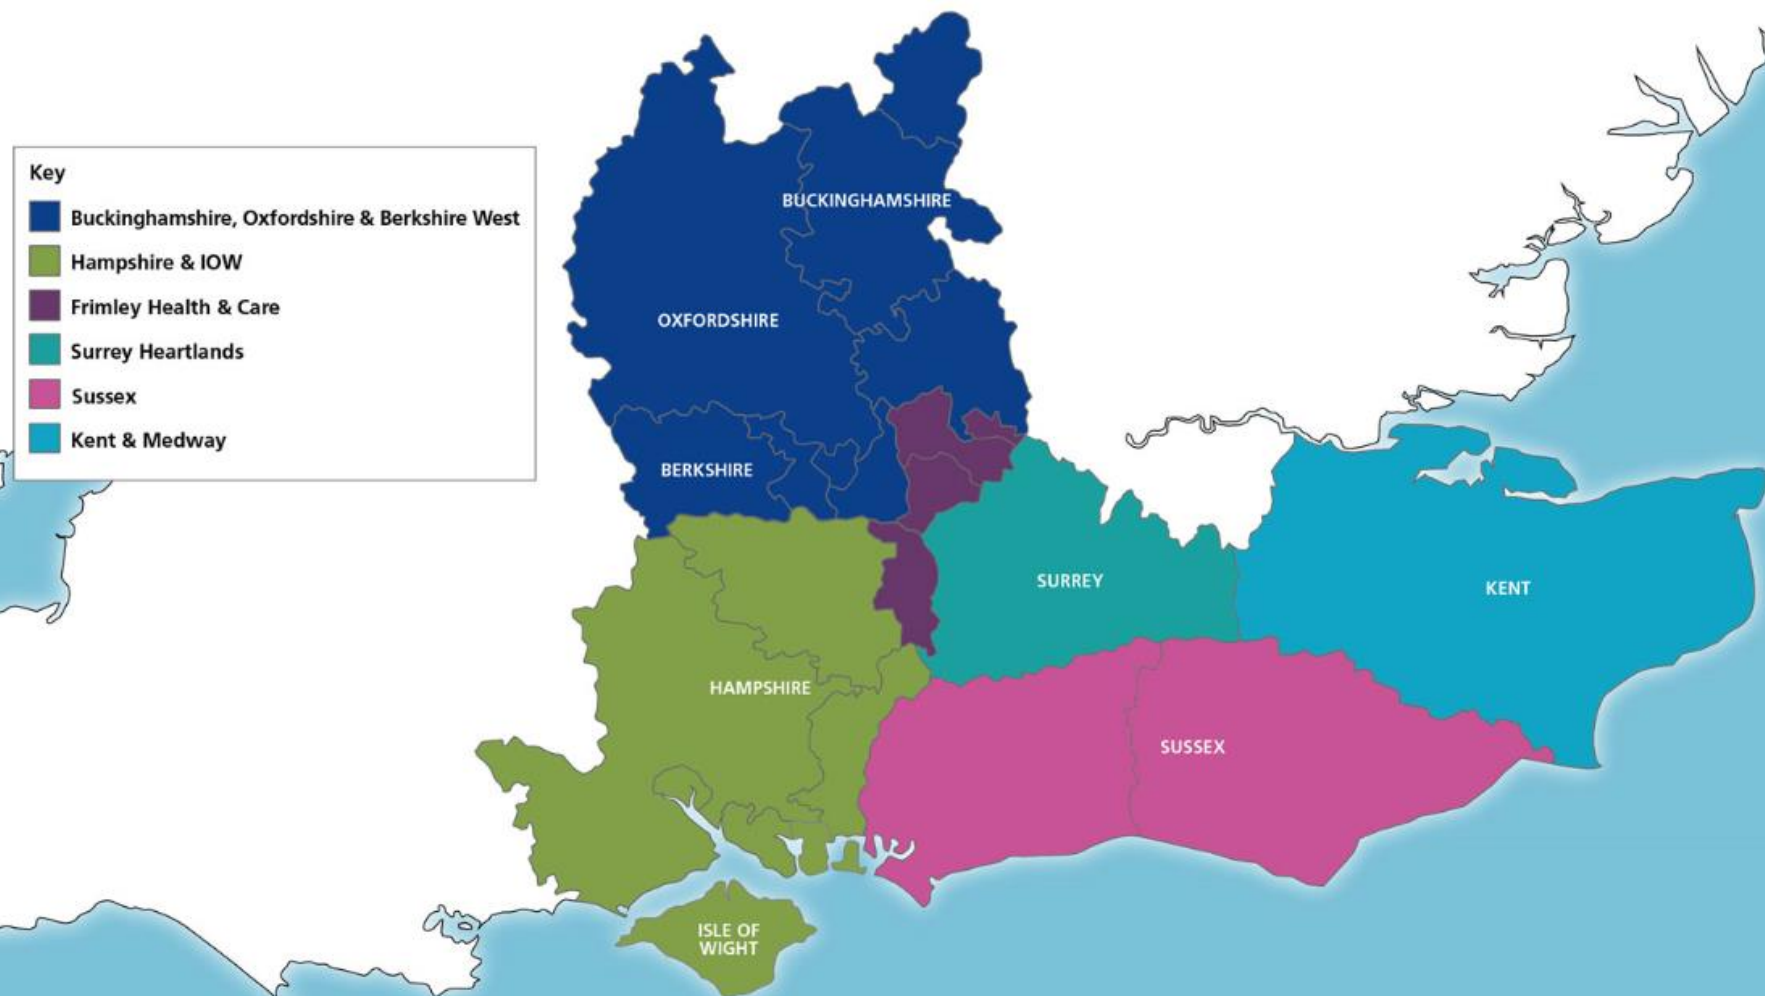 Key
Buckinghamshire, Oxfordshire & Berkshire West
Hampshire & IOW
Frimley Health & Care
Surrey Heartlands
Sussex
Kent & Medway
BUCKINGHAMSHIRE
OXFORDSHIRE
BERKSHIRE
SURREY
KENT
HAMPSHIRE
SUSSEX
ISLE OF
WIGHT